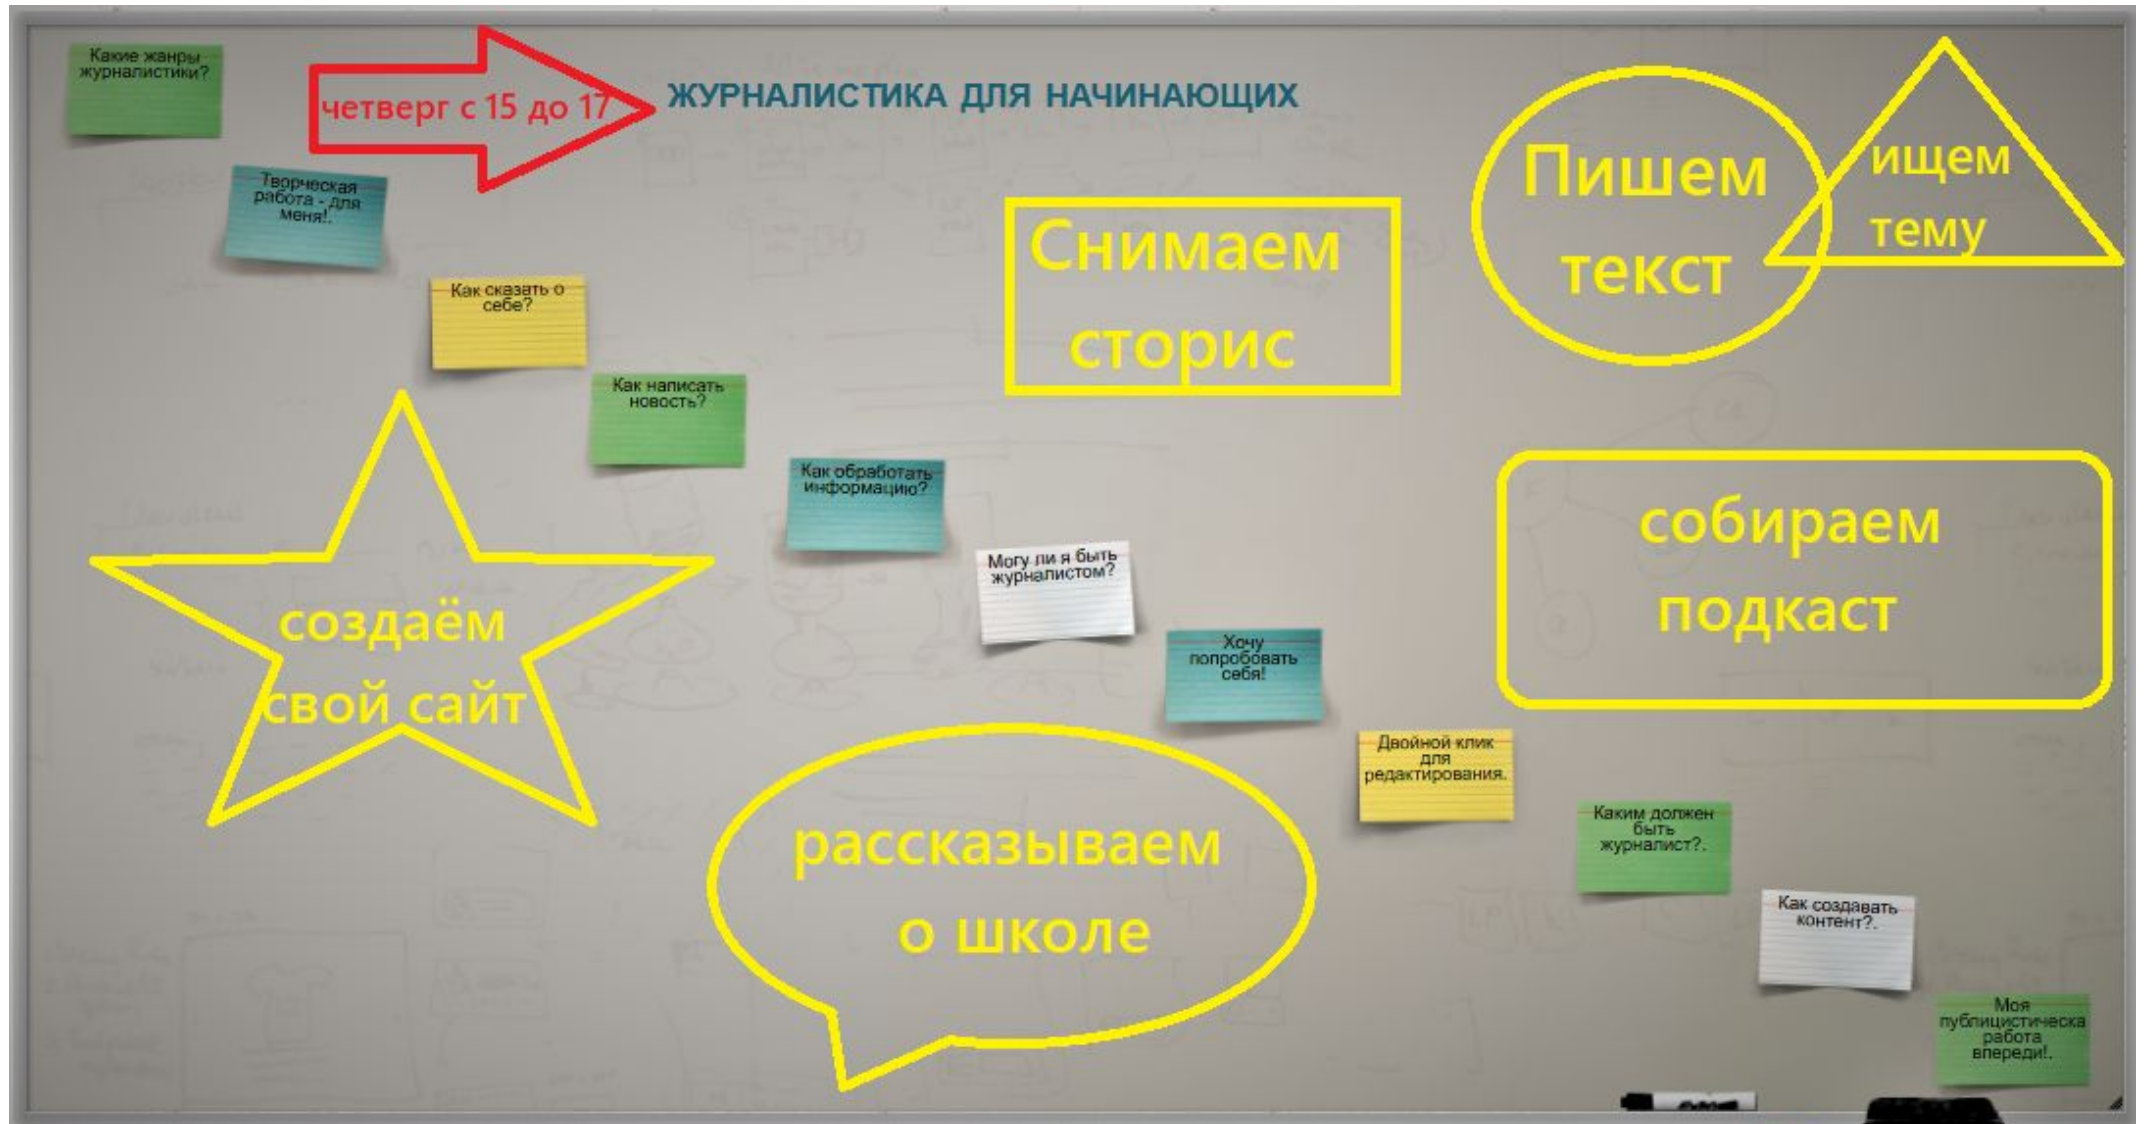 Какие жанры
журналистики?
четверг с 15 до 17
ЖУРНАЛИСТИКА ДЛЯ НАЧИНАЮЩИХ
Пишем
текст
ищем
тему
Творческая
работа - для
меня!.
Снимаем
сторис
Как сказать о
себе?
Как написать
новость?
Как обработать
информацию?
собираем
подкаст
Могу ли я быть
журналистом?
создаём
свой сайт
Хочу
попробовать
себя!
Двойной клик
для
редактирования.
рассказываем
о школе
Каким должен
быть
журналист?.
Как создавать
контент?.
Моя
публицистическа
работа
впереди!.